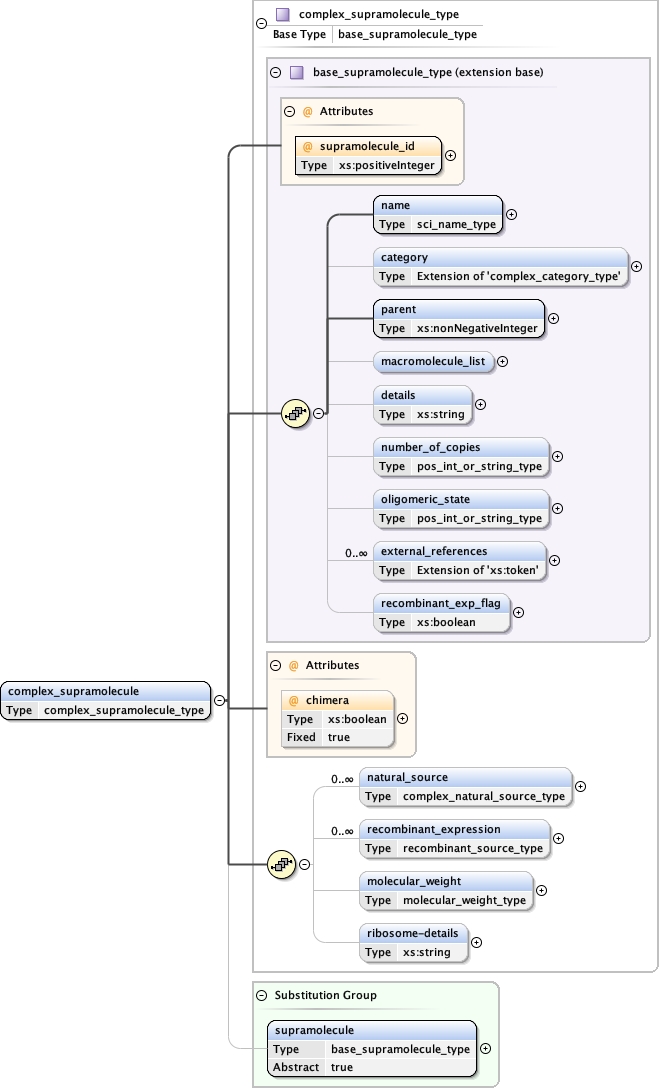 complex_supramolecule_type
Base Type base_supramolecule_type
base_supramolecule_type (extension base)
@ Attributes
@ supramolecule_id
Type xs:positiveInteger
name
Type sci_name_type
category
Type Extension of 'complex_category_type'
parent
Type xs:nonNegativeInteger
macromolecule_list
details
Type xs:string
number_of_copies
Type pos_int_or_string_type
oligomeric_state
Type pos_int_or_string_type
0..∞ external_references
Type Extension of 'xs:token'
recombinant_exp_flag
Type xs:boolean
@ Attributes
complex_supramolecule
Type complex_supramolecule_type
@ chimera
Type xs:boolean
Fixed true
0..∞ natural_source
Type complex_natural_source_type
0..∞ recombinant_expression
Type recombinant_source_type
molecular_weight
Type molecular_weight_type
ribosome-details
Type xs:string
Substitution Group
supramolecule
Type base_supramolecule_type
Abstract true